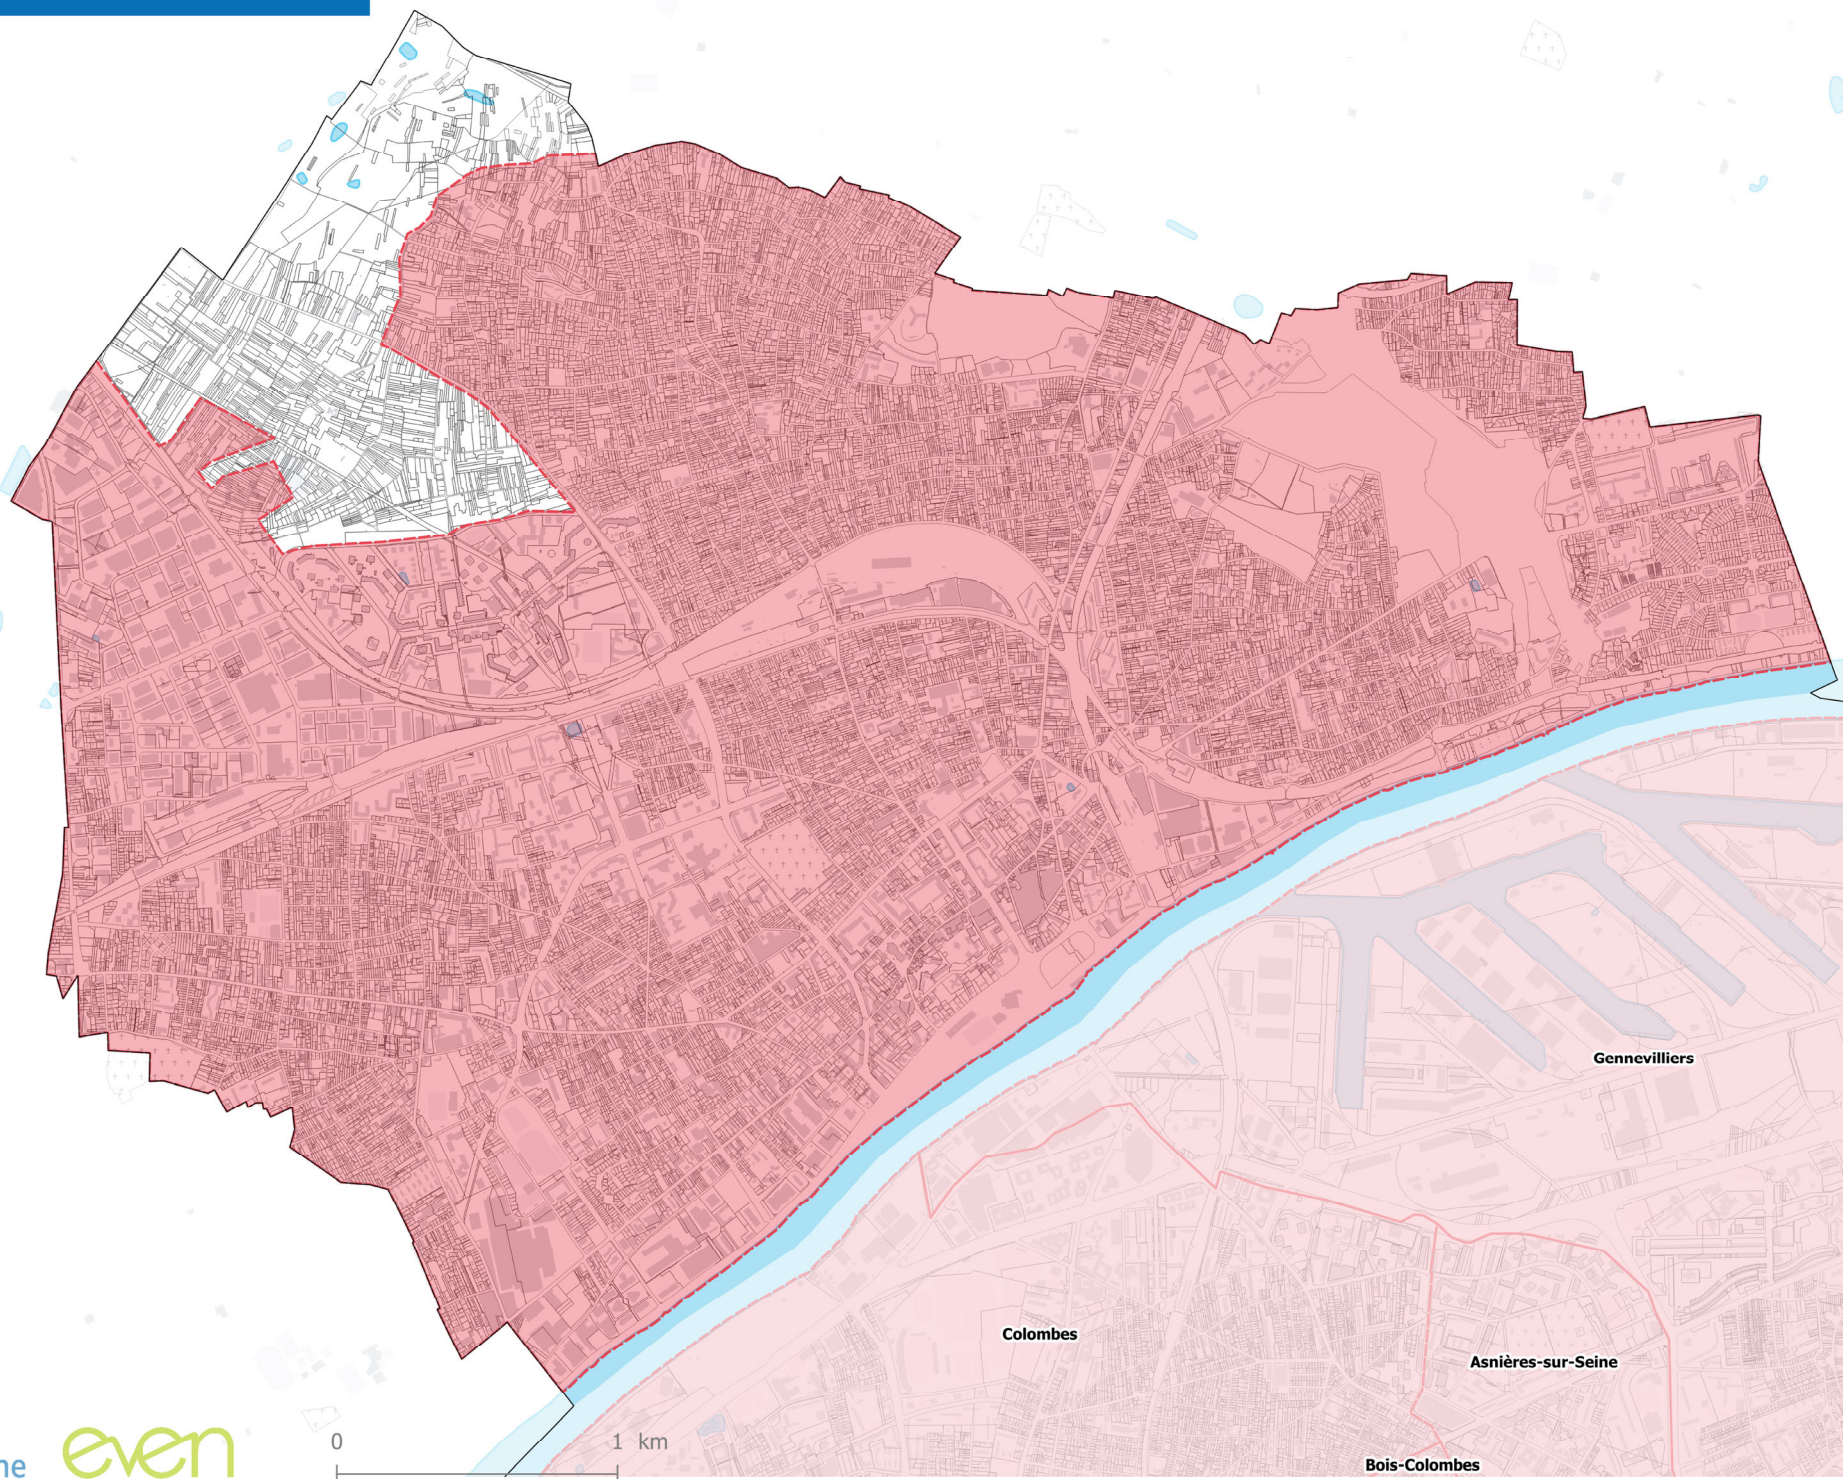 Gennevilliers
Colombes
Asnières-sur-Seine
Bois-Colombes
0 1 km
ne
even